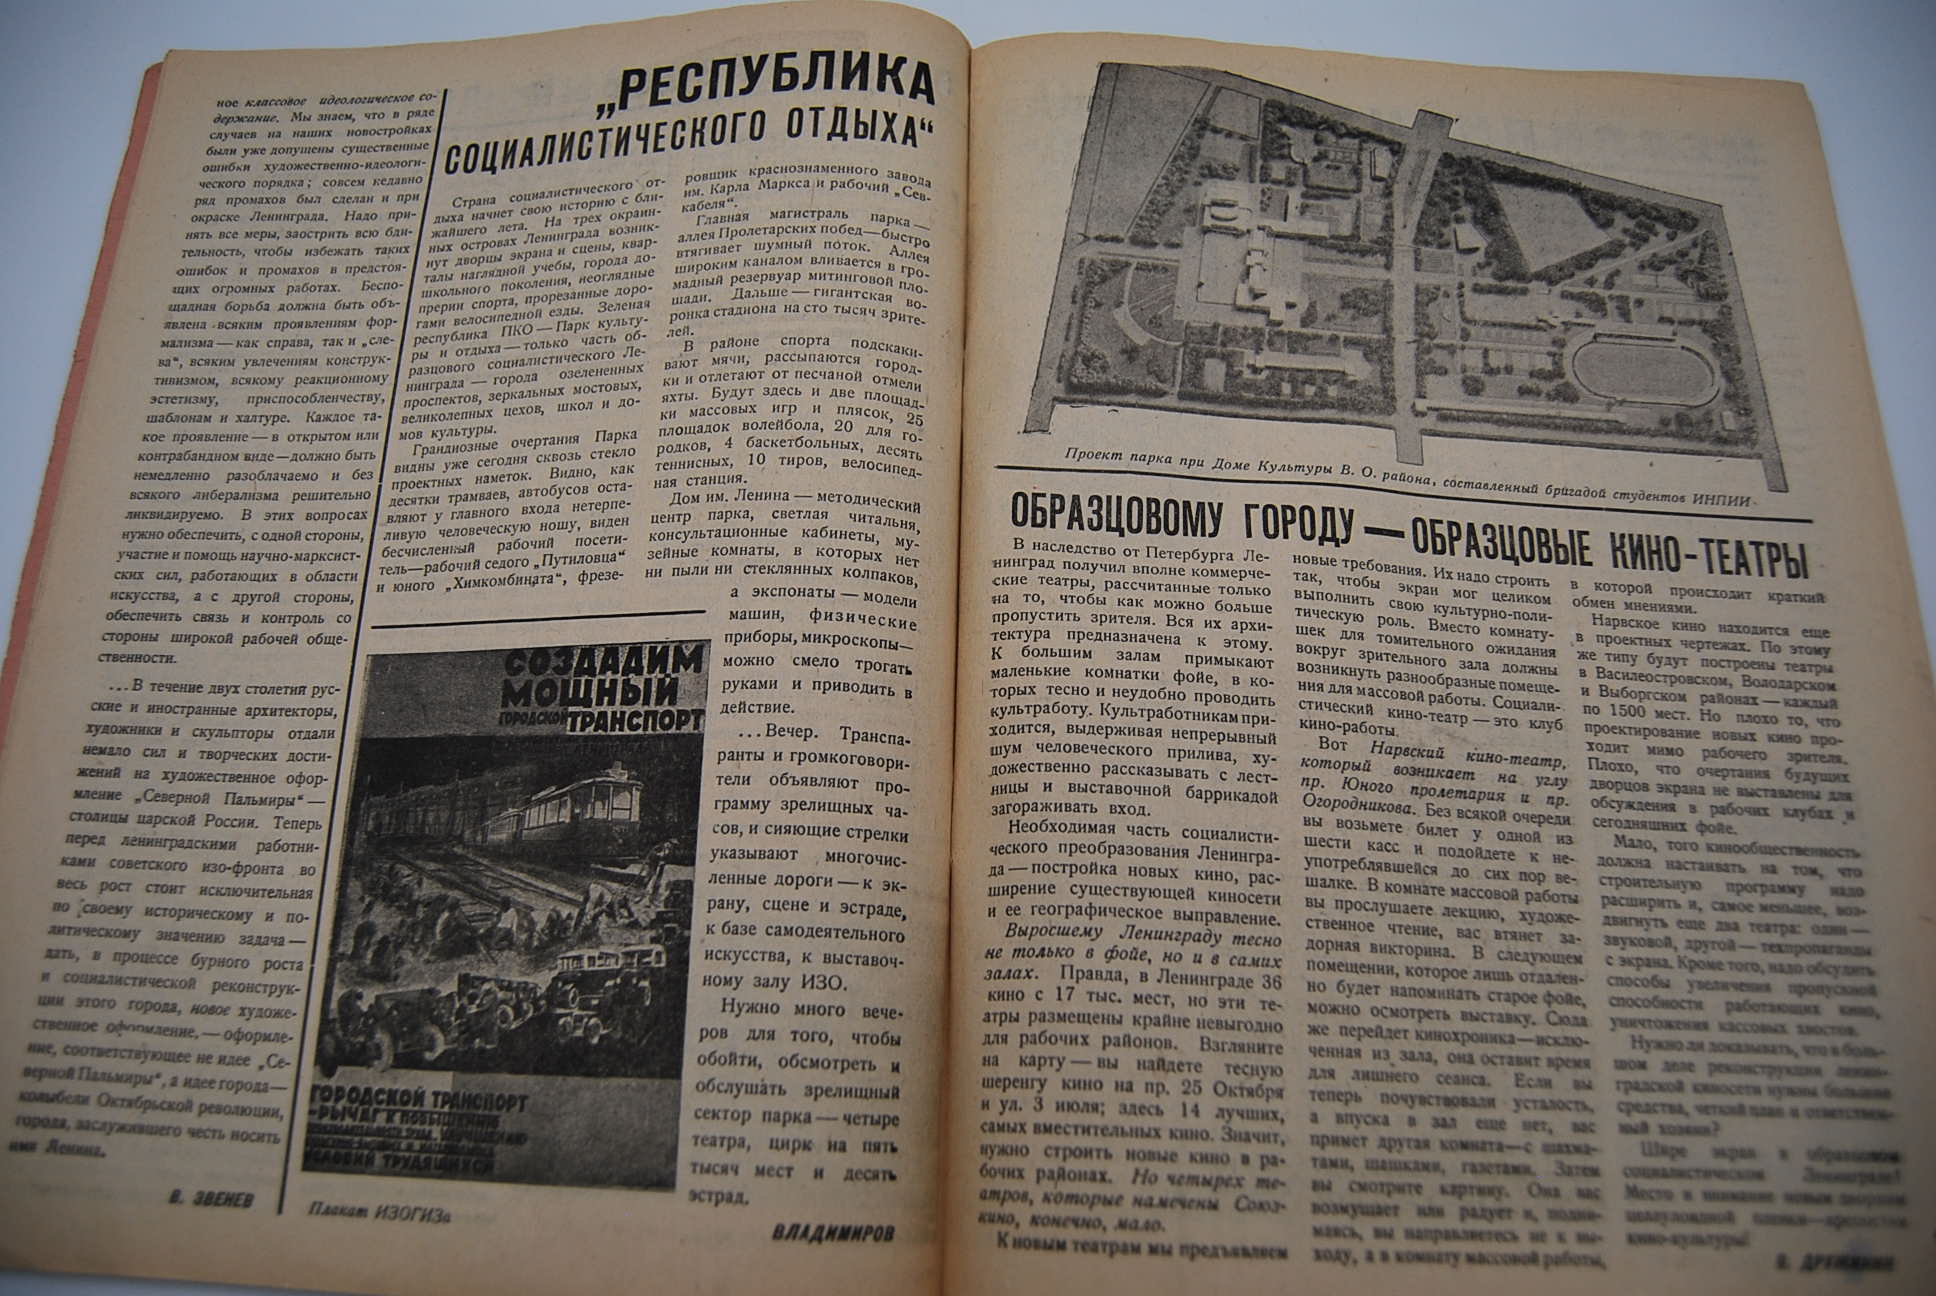 ное классовое идеологическое со-
держание. Мы знаем, что в ряде
случаев на наших новостройках
были уже допущены существенные
ошибки художественно-идеологи-
ческого порядка; совсем недавно
ряд промахов был сделан и при
окраске Ленинграда. Надо при-
нять все меры, заострить всю бди-
тельность, чтобы избежать таких
ошибок и промахов в предстоя-
щих огромных работах. Беспо-
щадная борьба должна быть объ-
явлена всяким проявлениям фор-
мализма — как справа, так и „сле-
ва“, всяким увлечениям конструк-
тивизмом, всякому реакционному
эстетизму, приспособленчеству,
шаблонам и халтуре. Каждое та-
кое проявление — в открытом или
контрабандном виде — должно быть
немедленно разоблачаемо и без
всякого либерализма решительно
ликвидируемо. В этих вопросах
нужно обеспечить, с одной стороны,
участие и помощь научно-марксист-
ских сил, работающих в области
искусства, а с другой стороны,
обеспечить связь и контроль со
стороны широкой рабочей обще-
ственности.
...В течение двух столетий рус-
ские и иностранные архитекторы,
художники и скульпторы отдали
немало сил и творческих дости-
жений на художественное офор-
мление „Северной Пальмиры“ —
столицы царской России. Теперь
перед ленинградскими работни-
ками советского изо-фронта во
весь рост стоит исключительная
по своему историческому и по-
литическому значению задача —
дать, в процессе бурного роста
и социалистической реконструк-
ции этого города, новое художе-
ственное оформление, — оформле-
ние, соответствующее не идее „Се-
верной Пальмиры“, а идее города —
колыбели Октябрьской революции,
города, заслужившего честь носить
имя Ленина.
В. ЗВЕНЕВ
„РЕСПУБЛИКА
СОЦИАЛИСТИЧЕСКОГО ОТДЫХА“
Страна социалистического от-
дыха начнет свою историю с бли-
жайшего лета. На трех окраин-
ных островах Ленинграда возник-
нут дворцы экрана и сцены, квар-
талы наглядной учебы, города до-
школьного поколения, неоглядные
прерии спорта, прорезанные доро-
гами велосипедной езды. Зеленая
республика ПКО — Парк культу-
ры и отдыха — только часть об-
разцового социалистического Ле-
нинграда — города озелененных
проспектов, зеркальных мостовых,
великолепных цехов, школ и до-
мов культуры.
Грандиозные очертания Парка
видны уже сегодня сквозь стекло
проектных наметок. Видно, как
десятки трамваев, автобусов оста-
вляют у главного входа нетерпе-
ливую человеческую ношу, виден
бесчисленный рабочий посети-
тель — рабочий седого „Путиловца“
и юного „Химкомбината“, фрезе-
ровщик краснознаменного завода
им. Карла Маркса и рабочий „Сев-
кабеля“.
Главная магистраль парка —
аллея Пролетарских побед — быстро
втягивает шумный поток. Аллея
широким каналом вливается в гро-
мадный резервуар митинговой пло-
щади. Дальше — гигантская во-
ронка стадиона на сто тысяч зрите-
лей.
В районе спорта подскаки-
вают мячи, рассыпаются город-
ки и отлетают от песчаной отмели
яхты. Будут здесь и две площад-
ки массовых игр и плясок, 25
площадок волейбола, 20 для го-
родков, 4 баскетбольных, десять
теннисных, 10 тиров, велосипед-
ная станция.
Дом им. Ленина — методический
центр парка, светлая читальня,
консультационные кабинеты, му-
зейные комнаты, в которых нет
ни пыли ни стеклянных колпаков,
а экспонаты — модели
машин, физические
приборы, микроскопы —
можно смело трогать
руками и приводить в
действие.
...Вечер. Транспа-
ранты и громкоговори-
тели объявляют про-
грамму зрелищных ча-
сов, и сияющие стрелки
указывают многочис-
ленные дороги — к эк-
рану, сцене и эстраде,
к базе самодеятельного
искусства, к выставоч-
ному залу ИЗО.
Нужно много вече-
ров для того, чтобы
обойти, обсмотреть и
обслушать зрелищный
сектор парка — четыре
театра, цирк на пять
тысяч мест и десять
эстрад.
ВЛАДИМИРОВ
СОЗДАДИМ
МОЩНЫЙ
ГОРОДСКОЙ ТРАНСПОРТ
ГОРОДСКОЙ ТРАНСПОРТ
—РЫЧАГ К ПОВЫШЕНИЮ
УСЛОВИЙ ТРУДЯЩИХСЯ
Плакат ИЗОГИЗа
Проект парка при Доме Культуры В. О. района, составленный бригадой студентов ИНПИИ
ОБРАЗЦОВОМУ ГОРОДУ — ОБРАЗЦОВЫЕ КИНО-ТЕАТРЫ
В наследство от Петербурга Ле-
нинград получил вполне коммерче-
ские театры, рассчитанные только
на то, чтобы как можно больше
пропустить зрителя. Вся их архи-
тектура предназначена к этому.
К большим залам примыкают
маленькие комнатки фойе, в ко-
торых тесно и неудобно проводить
культработу. Культработникам при-
ходится, выдерживая непрерывный
шум человеческого прилива, ху-
дожественно рассказывать с лест-
ницы и выставочной баррикадой
загораживать вход.
Необходимая часть социалисти-
ческого преобразования Ленингра-
да — постройка новых кино, рас-
ширение существующей киносети
и ее географическое выправление.
Выросшему Ленинграду тесно
не только в фойе, но и в самих
залах. Правда, в Ленинграде 36
кино с 17 тыс. мест, но эти те-
атры размещены крайне невыгодно
для рабочих районов. Взгляните
на карту — вы найдете тесную
шеренгу кино на пр. 25 Октября
и ул. 3 июля; здесь 14 лучших,
самых вместительных кино. Значит,
нужно строить новые кино в ра-
бочих районах. Но четырех те-
атров, которые намечены Союз-
кино, конечно, мало.
К новым театрам мы предъявляем
новые требования. Их надо строить
так, чтобы экран мог целиком
выполнить свою культурно-поли-
тическую роль. Вместо комнату-
шек для томительного ожидания
вокруг зрительного зала должны
возникнуть разнообразные помеще-
ния для массовой работы. Социали-
стический кино-театр — это клуб
кино-работы.
Вот Нарвский кино-театр,
который возникает на углу
пр. Юного пролетария и пр.
Огородникова. Без всякой очереди
вы возьмете билет у одной из
шести касс и подойдете к не-
употреблявшейся до сих пор ве-
шалке. В комнате массовой работы
вы прослушаете лекцию, художе-
ственное чтение, вас втянет за-
дорная викторина. В следующем
помещении, которое лишь отдален-
но будет напоминать старое фойе,
можно осмотреть выставку. Сюда
же перейдет кинохроника — исклю-
ченная из зала, она оставит время
для лишнего сеанса. Если вы
теперь почувствовали усталость,
а впуска в зал еще нет, вас
примет другая комната — с шахма-
тами, шашками, газетами. Затем
вы смотрите картину. Она вас
возмущает или радует и, подни-
маясь, вы направляетесь не к вы-
ходу, а в комнату массовой работы,
в которой происходит краткий
обмен мнениями.
Нарвское кино находится еще
в проектных чертежах. По этому
же типу будут построены театры
в Василеостровском, Володарском
и Выборгском районах — каждый
по 1500 мест. Но плохо то, что
проектирование новых кино про-
ходит мимо рабочего зрителя.
Плохо, что очертания будущих
дворцов экрана не выставлены для
обсуждения в рабочих клубах и
сегодняшних фойе.
Мало, того кинообщественность
должна настаивать на том, что
строительную программу надо
расширить и, самое меньшее, воз-
двигнуть еще два театра: один —
звуковой, другой — техпропаганды
с экрана. Кроме того, надо обсудить
способы увеличения пропускной
способности работающих кино,
уничтожения кассовых хвостов.
Нужно ли доказывать, что в боль-
шом деле реконструкции ленин-
градской киносети нужны большие
средства, четкий план и ответствен-
ный хозяин?
Шире экран в образцовом
социалистическом Ленинграде!
Место и внимание новым дворцам
целлулоидной пленки —
кино-культуры!